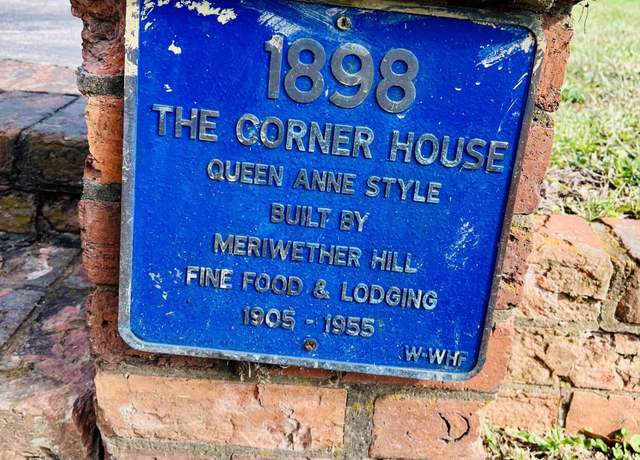 1898
THE CORNER HOUSE
QUEEN ANNE STYLE
BUILT BY
MERIWETHER HILL
FINE FOOD & LODGING
1905 - 1955
W-WHF